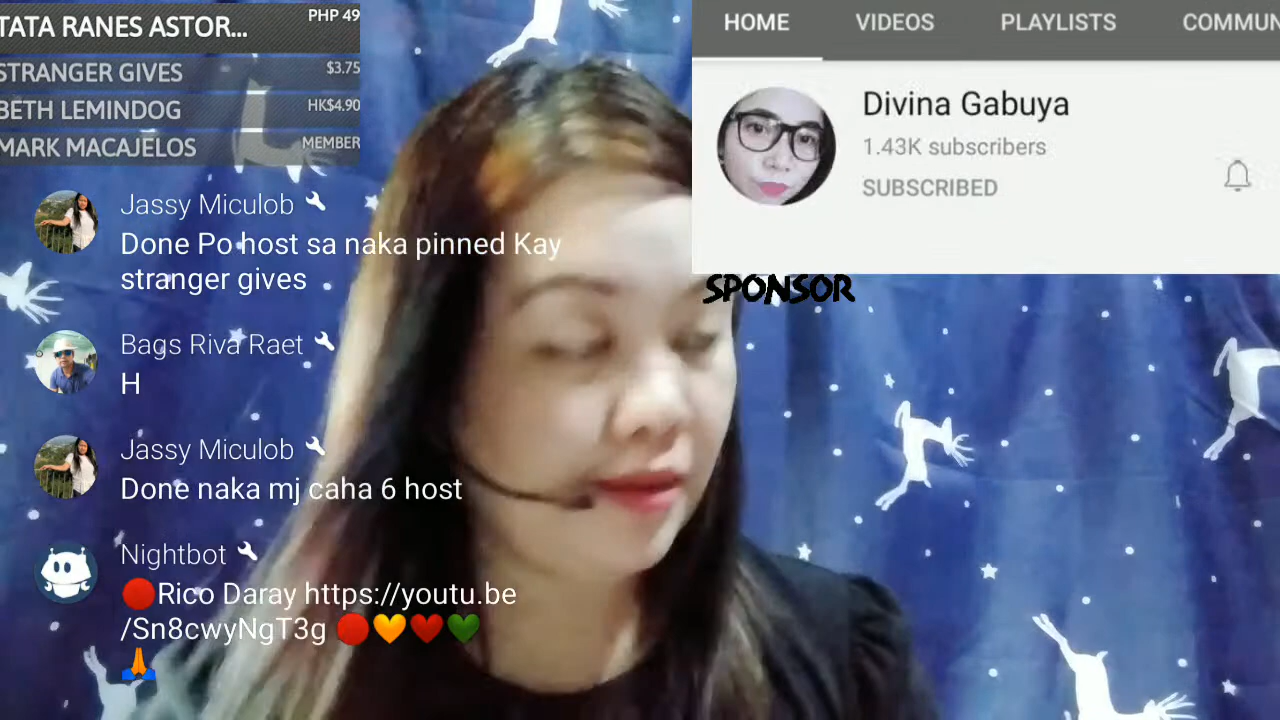 TATA RANES ASTOR...
PHP 49
STRANGER GIVES
$3.75
BETH LEMINDOG
HK$4.90
MARK MACAJELOS
MEMBER
Jassy Miculob
Done Po host sa naka pinned Kay
stranger gives
Bags Riva Raet
H
Jassy Miculob
Done naka mj caha 6 host
Nightbot
🔴Rico Daray https://youtu.be
/Sn8cwyNgT3g 🔴🧡❤️💚
🙏
HOME VIDEOS PLAYLISTS COMMUN
Divina Gabuya
1.43K subscribers
SUBSCRIBED
SPONSOR